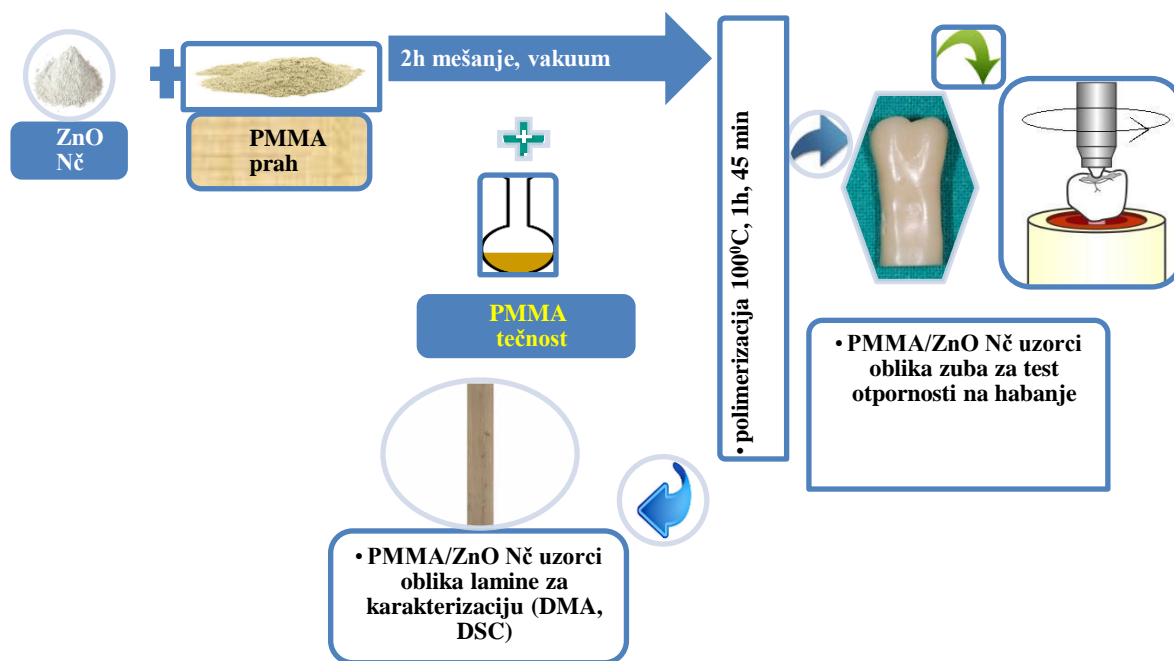 2h mešanje, vakuum
ZnO
Nč
PMMA
prah
PMMA
tečnost
• polimerizacija 100⁰C, 1h, 45 min
• PMMA/ZnO Nč uzorci
oblika zuba za test
otpornosti na habanje
• PMMA/ZnO Nč uzorci
oblika lamine za
karakterizaciju (DMA,
DSC)